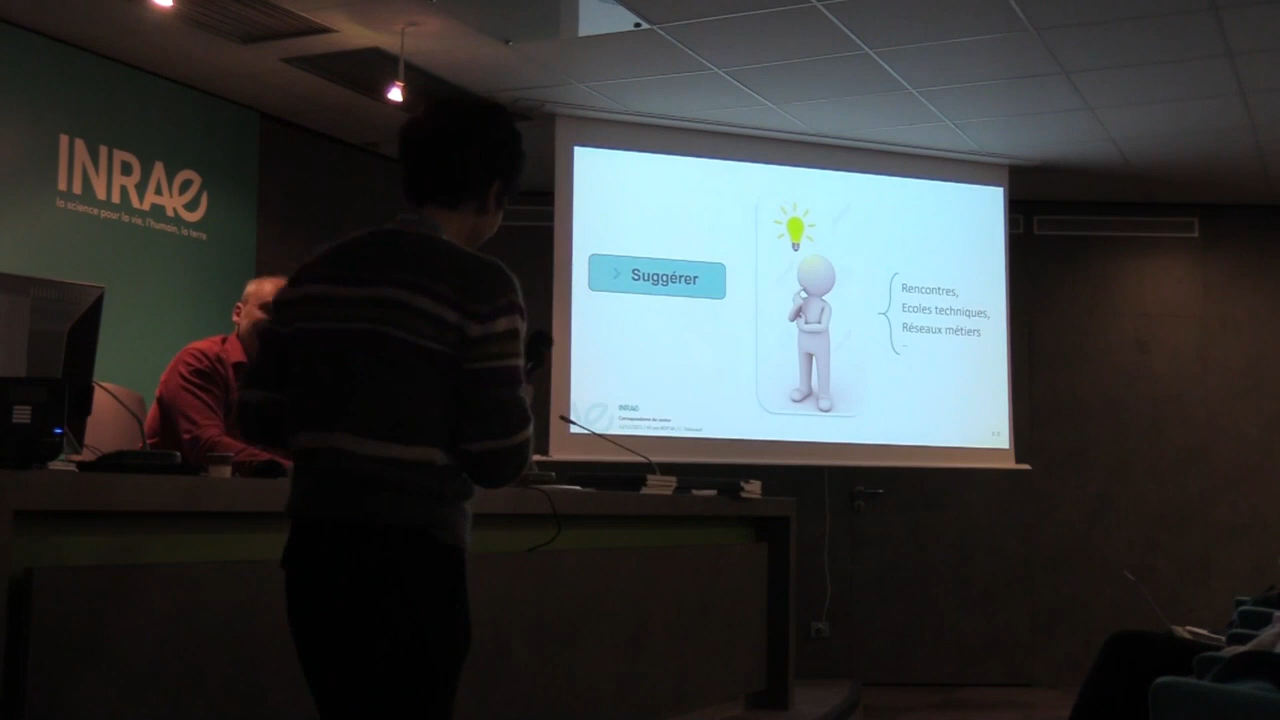 INRAE
la science pour la vie, l'humain, la terre
Suggérer
Rencontres,
Ecoles techniques,
Réseaux métiers
...
INRAE